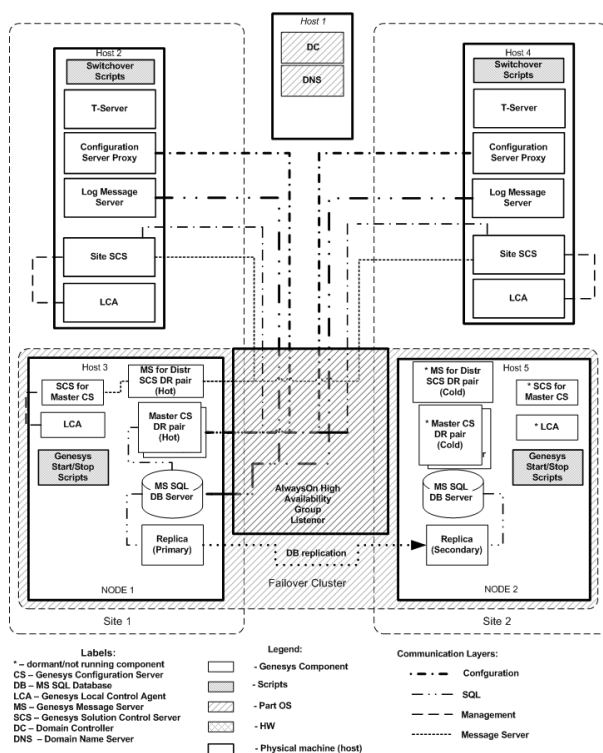 Host 1
DC
DNS
Host 2
Switchover
Scripts
T-Server
Configuration
Server Proxy
Log Message
Server
Site SCS
LCA
Host 4
Switchover
Scripts
T-Server
Configuration
Server Proxy
Log Message
Server
Site SCS
LCA
Host 3
SCS for
Master CS
LCA
Genesys
Start/Stop
Scripts
MS for Distr
SCS DR pair
(Hot)
Master CS
DR pair
(Hot)
MS SQL
DB Server
Replica
(Primary)
NODE 1
AlwaysOn High
Availability
Group
Listener
DB replication
Failover Cluster
Host 5
* MS for Distr
SCS DR pair
(Cold)
* Master CS
DR pair
(Cold)
MS SQL
DB Server
Replica
(Secondary)
* SCS for
Master CS
* LCA
Genesys
Start/Stop
Scripts
NODE 2
Site 1
Site 2
Labels:
* – dormant/not running component
CS – Genesys Configuration Server
DB – MS SQL Database
LCA – Genesys Local Control Agent
MS – Genesys Message Server
SCS – Genesys Solution Control Server
DC – Domain Controller
DNS – Domain Name Server
Legend:
- Genesys Component
- Scripts
- Part OS
- HW
- Physical machine (host)
Communication Layers:
Confguration
SQL
Management
Message Server